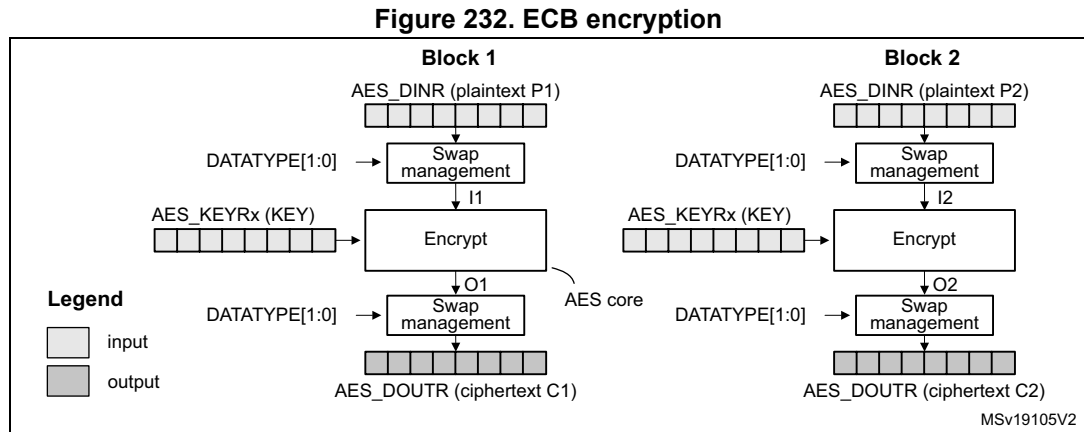 Figure 232. ECB encryption
Block 1
Block 2
AES_DINR (plaintext P1)
AES_DINR (plaintext P2)
DATATYPE[1:0]
Swap
management
DATATYPE[1:0]
Swap
management
I1
I2
AES_KEYRx (KEY)
Encrypt
AES_KEYRx (KEY)
Encrypt
O1
AES core
O2
Legend
input
output
DATATYPE[1:0]
Swap
management
DATATYPE[1:0]
Swap
management
AES_DOUTR (ciphertext C1)
AES_DOUTR (ciphertext C2)
MSv19105V2